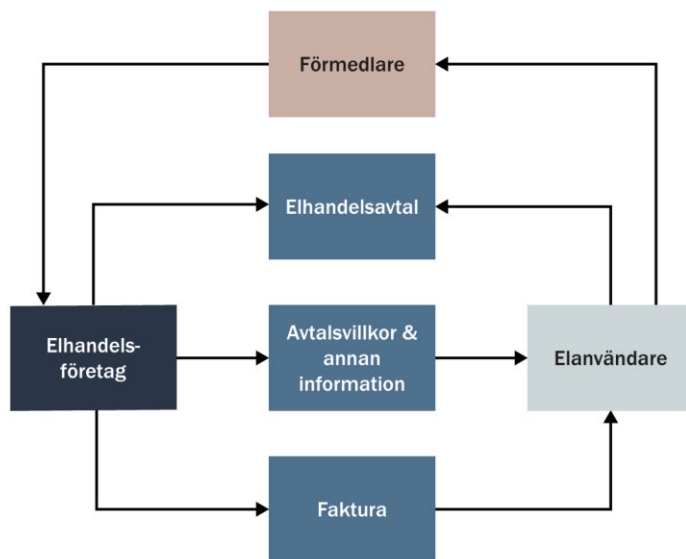 Förmedlare
Elhandelsavtal
Elhandels-
företag
Avtalsvillkor &
annan
information
Elanvändare
Faktura